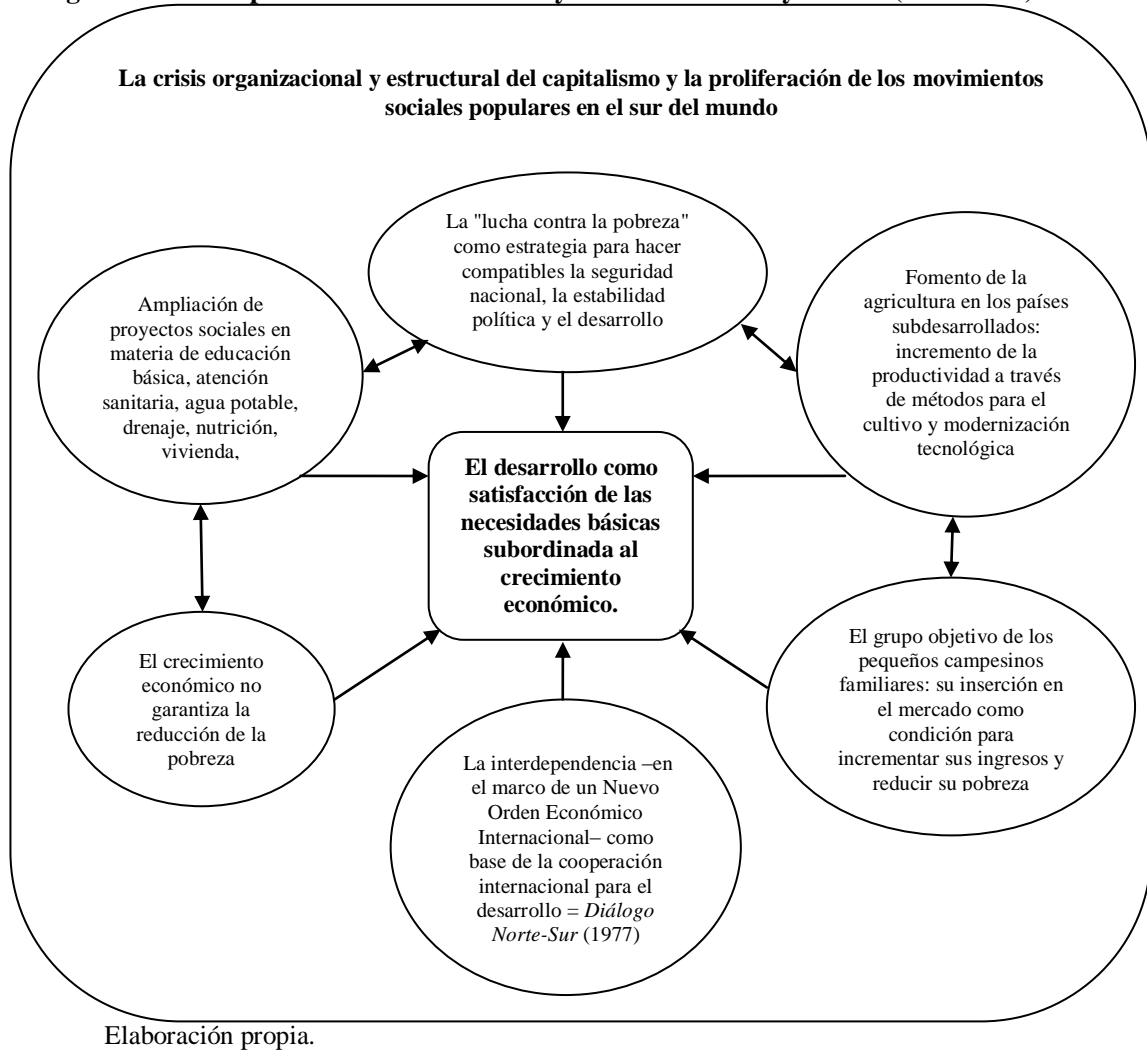 La crisis organizacional y estructural del capitalismo y la proliferación de los movimientos
sociales populares en el sur del mundo
La "lucha contra la pobreza"
como estrategia para hacer
compatibles la seguridad
nacional, la estabilidad
política y el desarrollo
Ampliación de
proyectos sociales en
materia de educación
básica, atención
sanitaria, agua potable,
drenaje, nutrición,
vivienda,
Fomento de la
agricultura en los países
subdesarrollados:
incremento de la
productividad a través
de métodos para el
cultivo y modernización
tecnológica
El desarrollo como
satisfacción de las
necesidades básicas
subordinada al
crecimiento
económico.
El crecimiento
económico no
garantiza la
reducción de la
pobreza
La interdependencia –en
el marco de un Nuevo
Orden Económico
Internacional– como
base de la cooperación
internacional para el
desarrollo = Diálogo
Norte-Sur (1977)
El grupo objetivo de los
pequeños campesinos
familiares: su inserción en
el mercado como
condición para
incrementar sus ingresos y
reducir su pobreza
Elaboración propia.